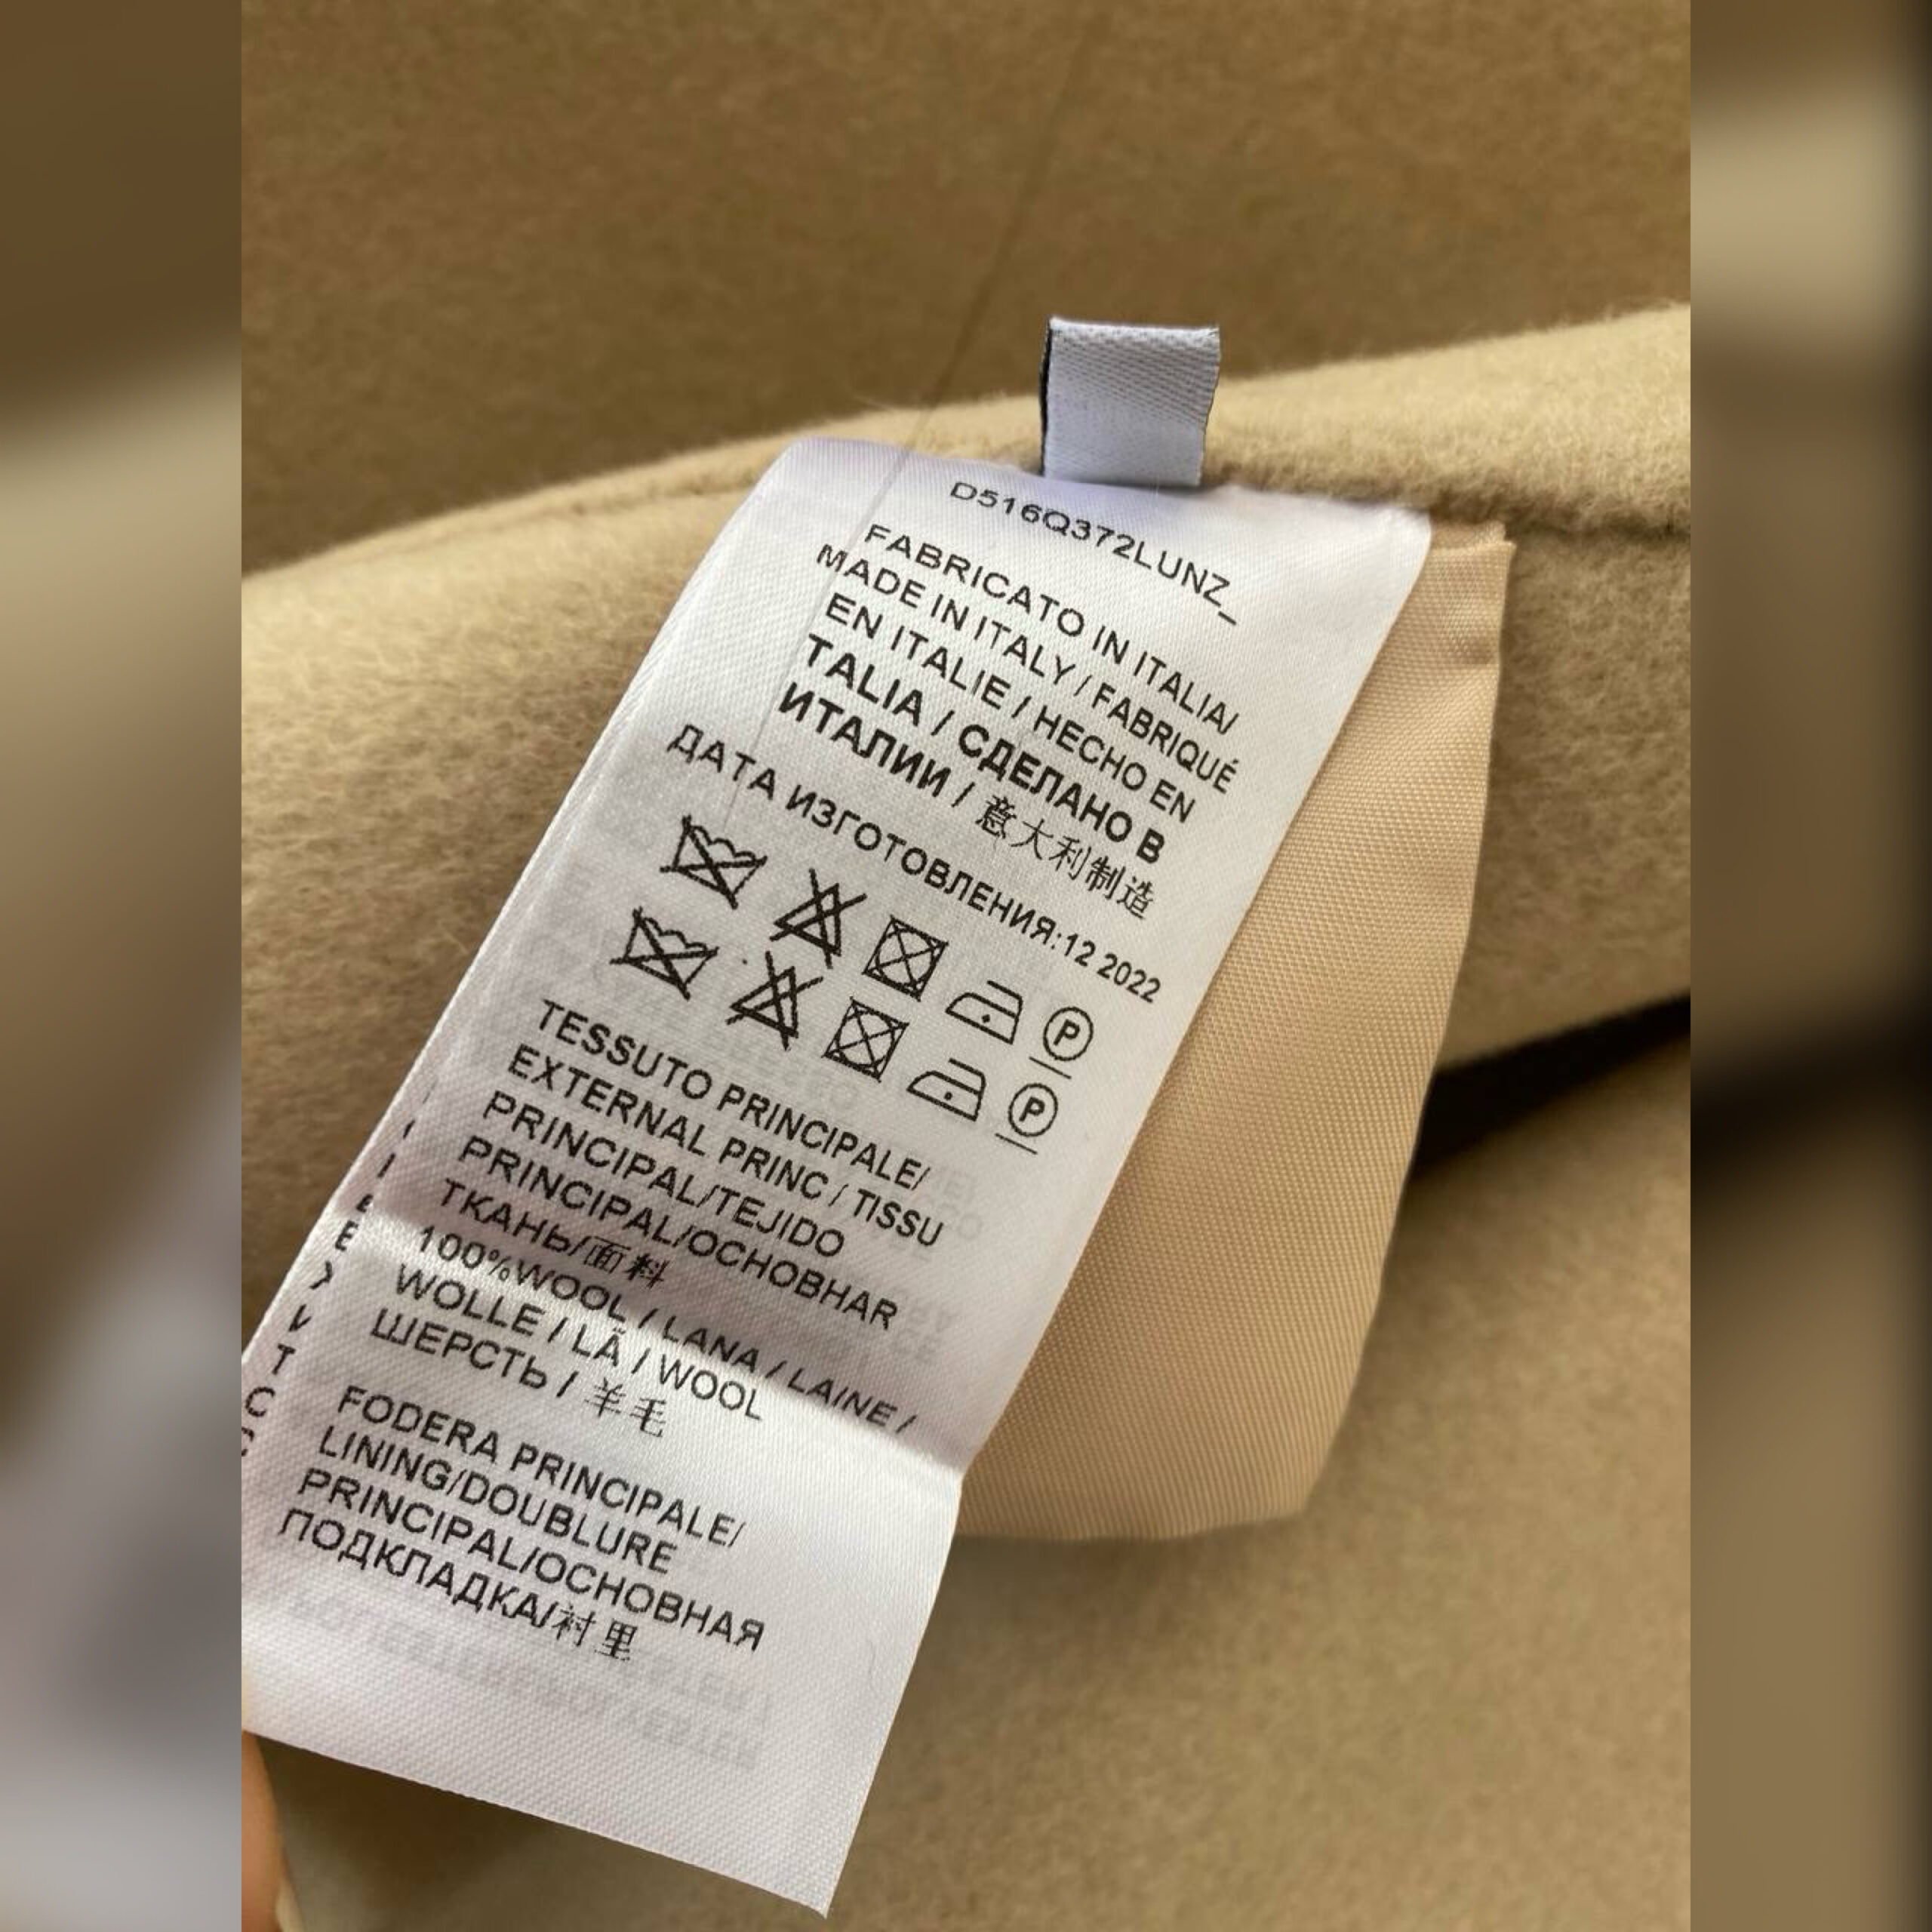 D516Q372LUNZ_
FABRICATO IN ITALIA/
MADE IN ITALY / FABRIQUÉ
EN ITALIE / HECHO EN
TALIA / СДЕЛАНО В
ИТАЛИИ / 意大利制造
ДАТА ИЗГОТОВЛЕНИЯ:12 2022
P
P
TESSUTO PRINCIPALE/
EXTERNAL PRINC / TISSU
PRINCIPAL/TEJIDO
PRINCIPAL/OCHOBHAR
ТКАНЬ/面料
100%WOOL / LANA / LAINE /
WOLLE / LÃ / WOOL
ШЕРСТЬ / 羊毛
FODERA PRINCIPALE/
LINING/DOUBLURE
PRINCIPAL/ОСНОВНАЯ
ПОДКЛАДКА/衬里